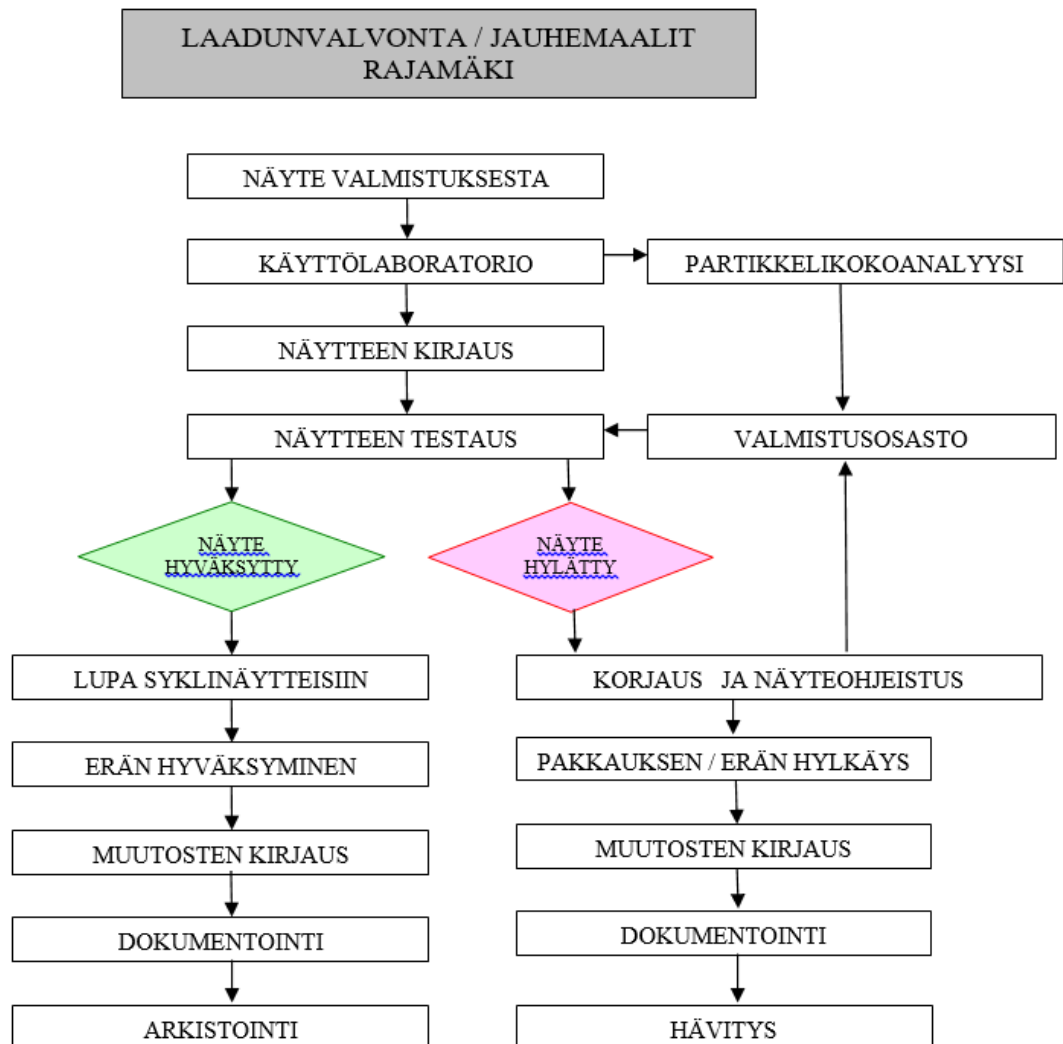 LAADUNVALVONTA / JAUHEMAALIT
RAJAMÄKI
NÄYTE VALMISTUKSESTA
KÄYTTÖLABORATORIO
PARTIKKELIKOKOANALYYSI
NÄYTTEEN KIRJAUS
NÄYTTEEN TESTAUS
VALMISTUSOSASTO
NÄYTE
HYVÄKSYTTY
NÄYTE
HYLÄTTY
LUPA SYKLINÄYTTEISIIN
KORJAUS JA NÄYTEOHJEISTUS
ERÄN HYVÄKSYMINEN
PAKKAUKSEN / ERÄN HYLKÄYS
MUUTOSTEN KIRJAUS
MUUTOSTEN KIRJAUS
DOKUMENTOINTI
DOKUMENTOINTI
ARKISTOINTI
HÄVITYS